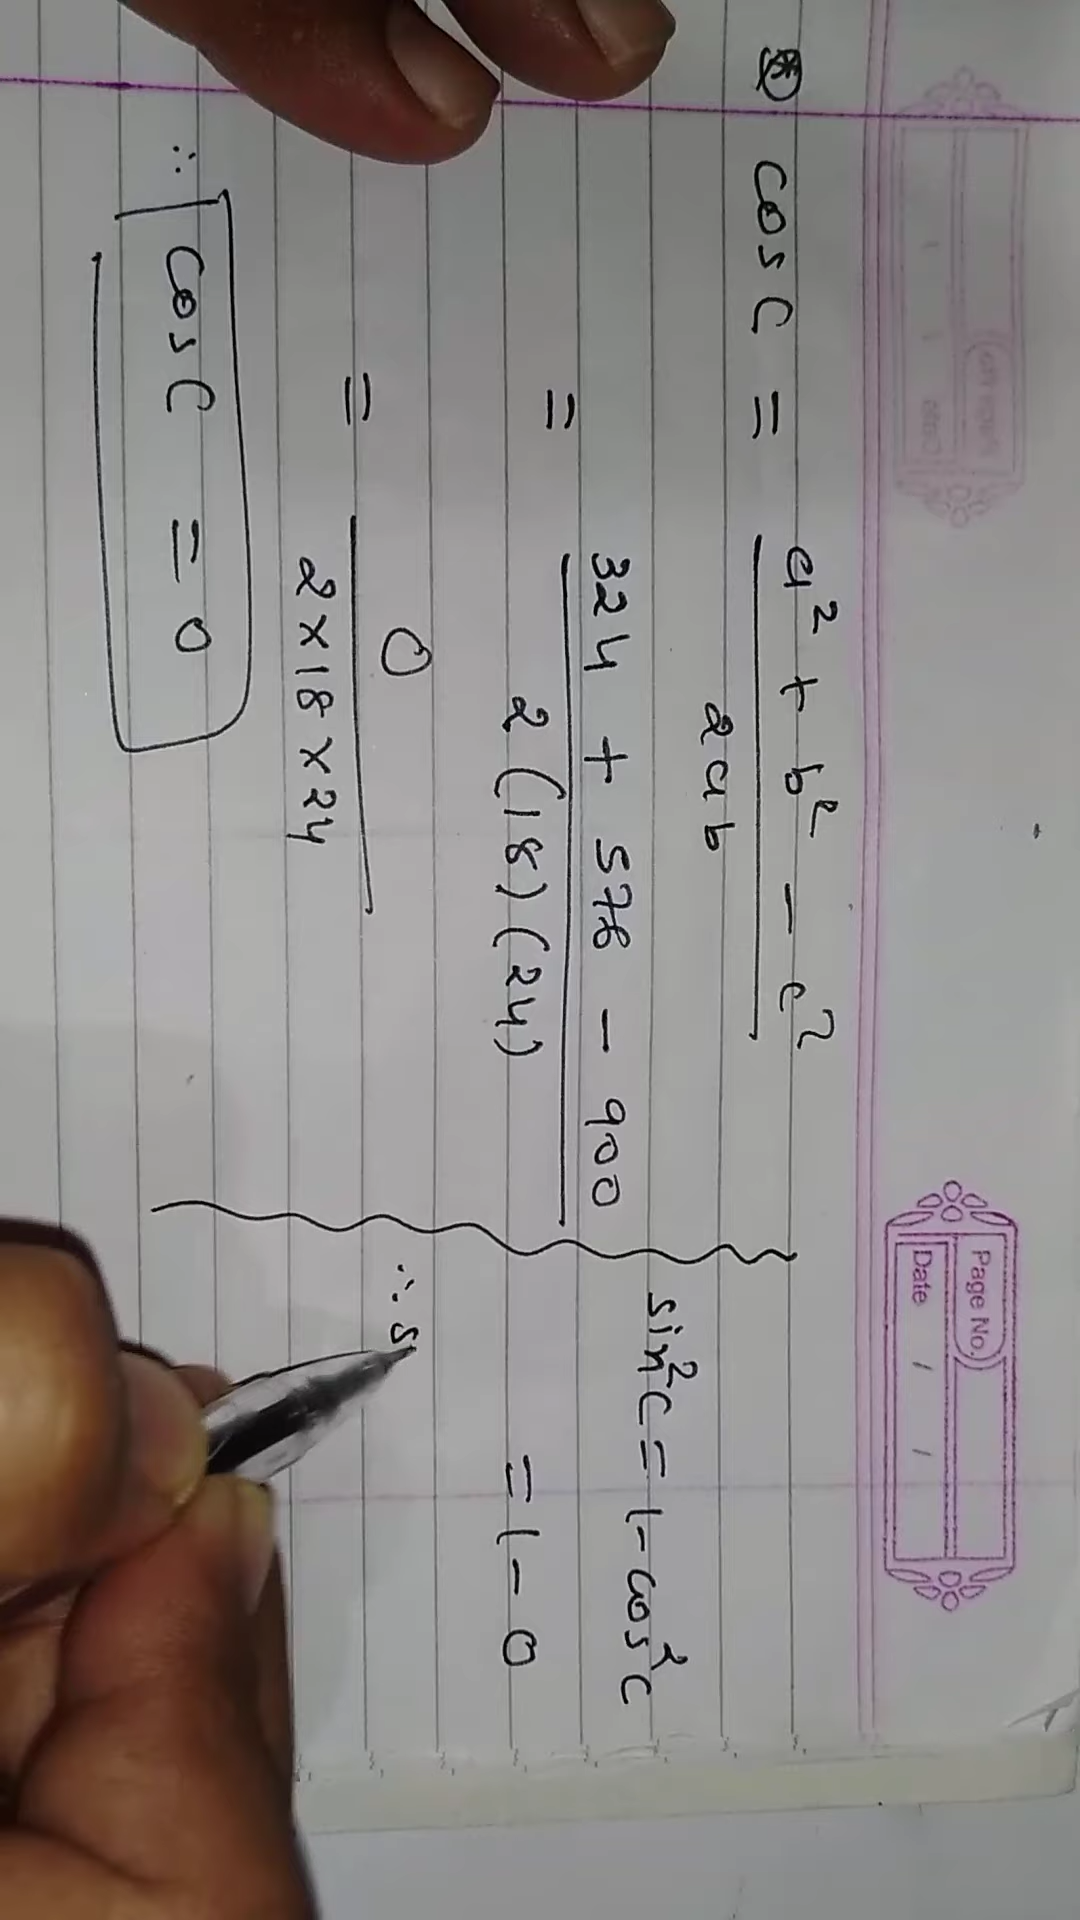 Page No.
Date / /
cos C = a² + b² - c²
2ab
= 324 + 576 - 900
2 (18) (24)
= 0
2 × 18 × 24
∴ cos C = 0
sin²c = 1 - cos²c
= 1 - 0
∴ s